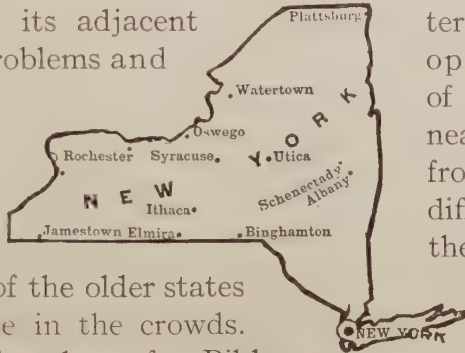 its adjacent
roblems and
of the older states
e in the crowds.
Plattsburg
Watertown
Oswego
Rochester
Syracuse
Utica
NEW YORK
Schenectady
Albany
Ithaca
Jamestown
Elmira
Binghamton
NEW YORK
ter
op
of
nea
fro
dif
the